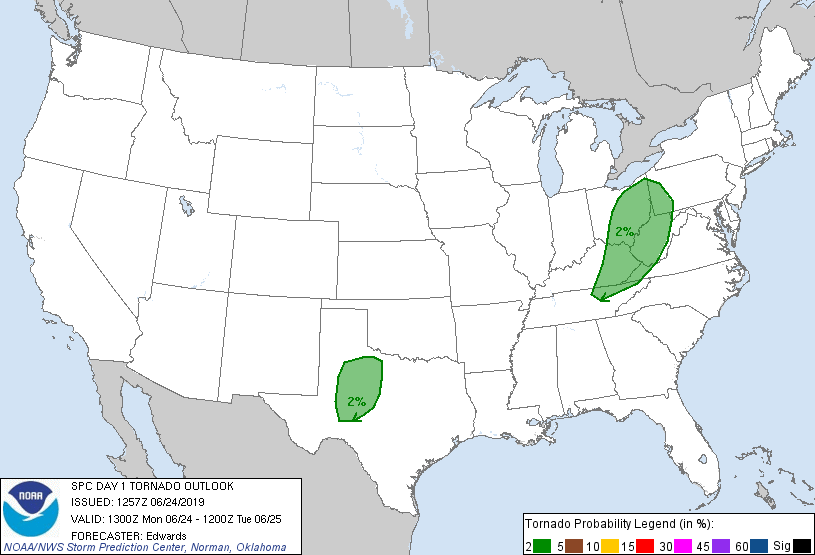 2%
2%
NOAA
SPC DAY 1 TORNADO OUTLOOK
ISSUED: 1257Z 06/24/2019
VALID: 1300Z Mon 06/24 - 1200Z Tue 06/25
FORECASTER: Edwards
NOAA/NWS Storm Prediction Center, Norman, Oklahoma
Tornado Probability Legend (in %):
2 5 10 15 30 45 60 Sig